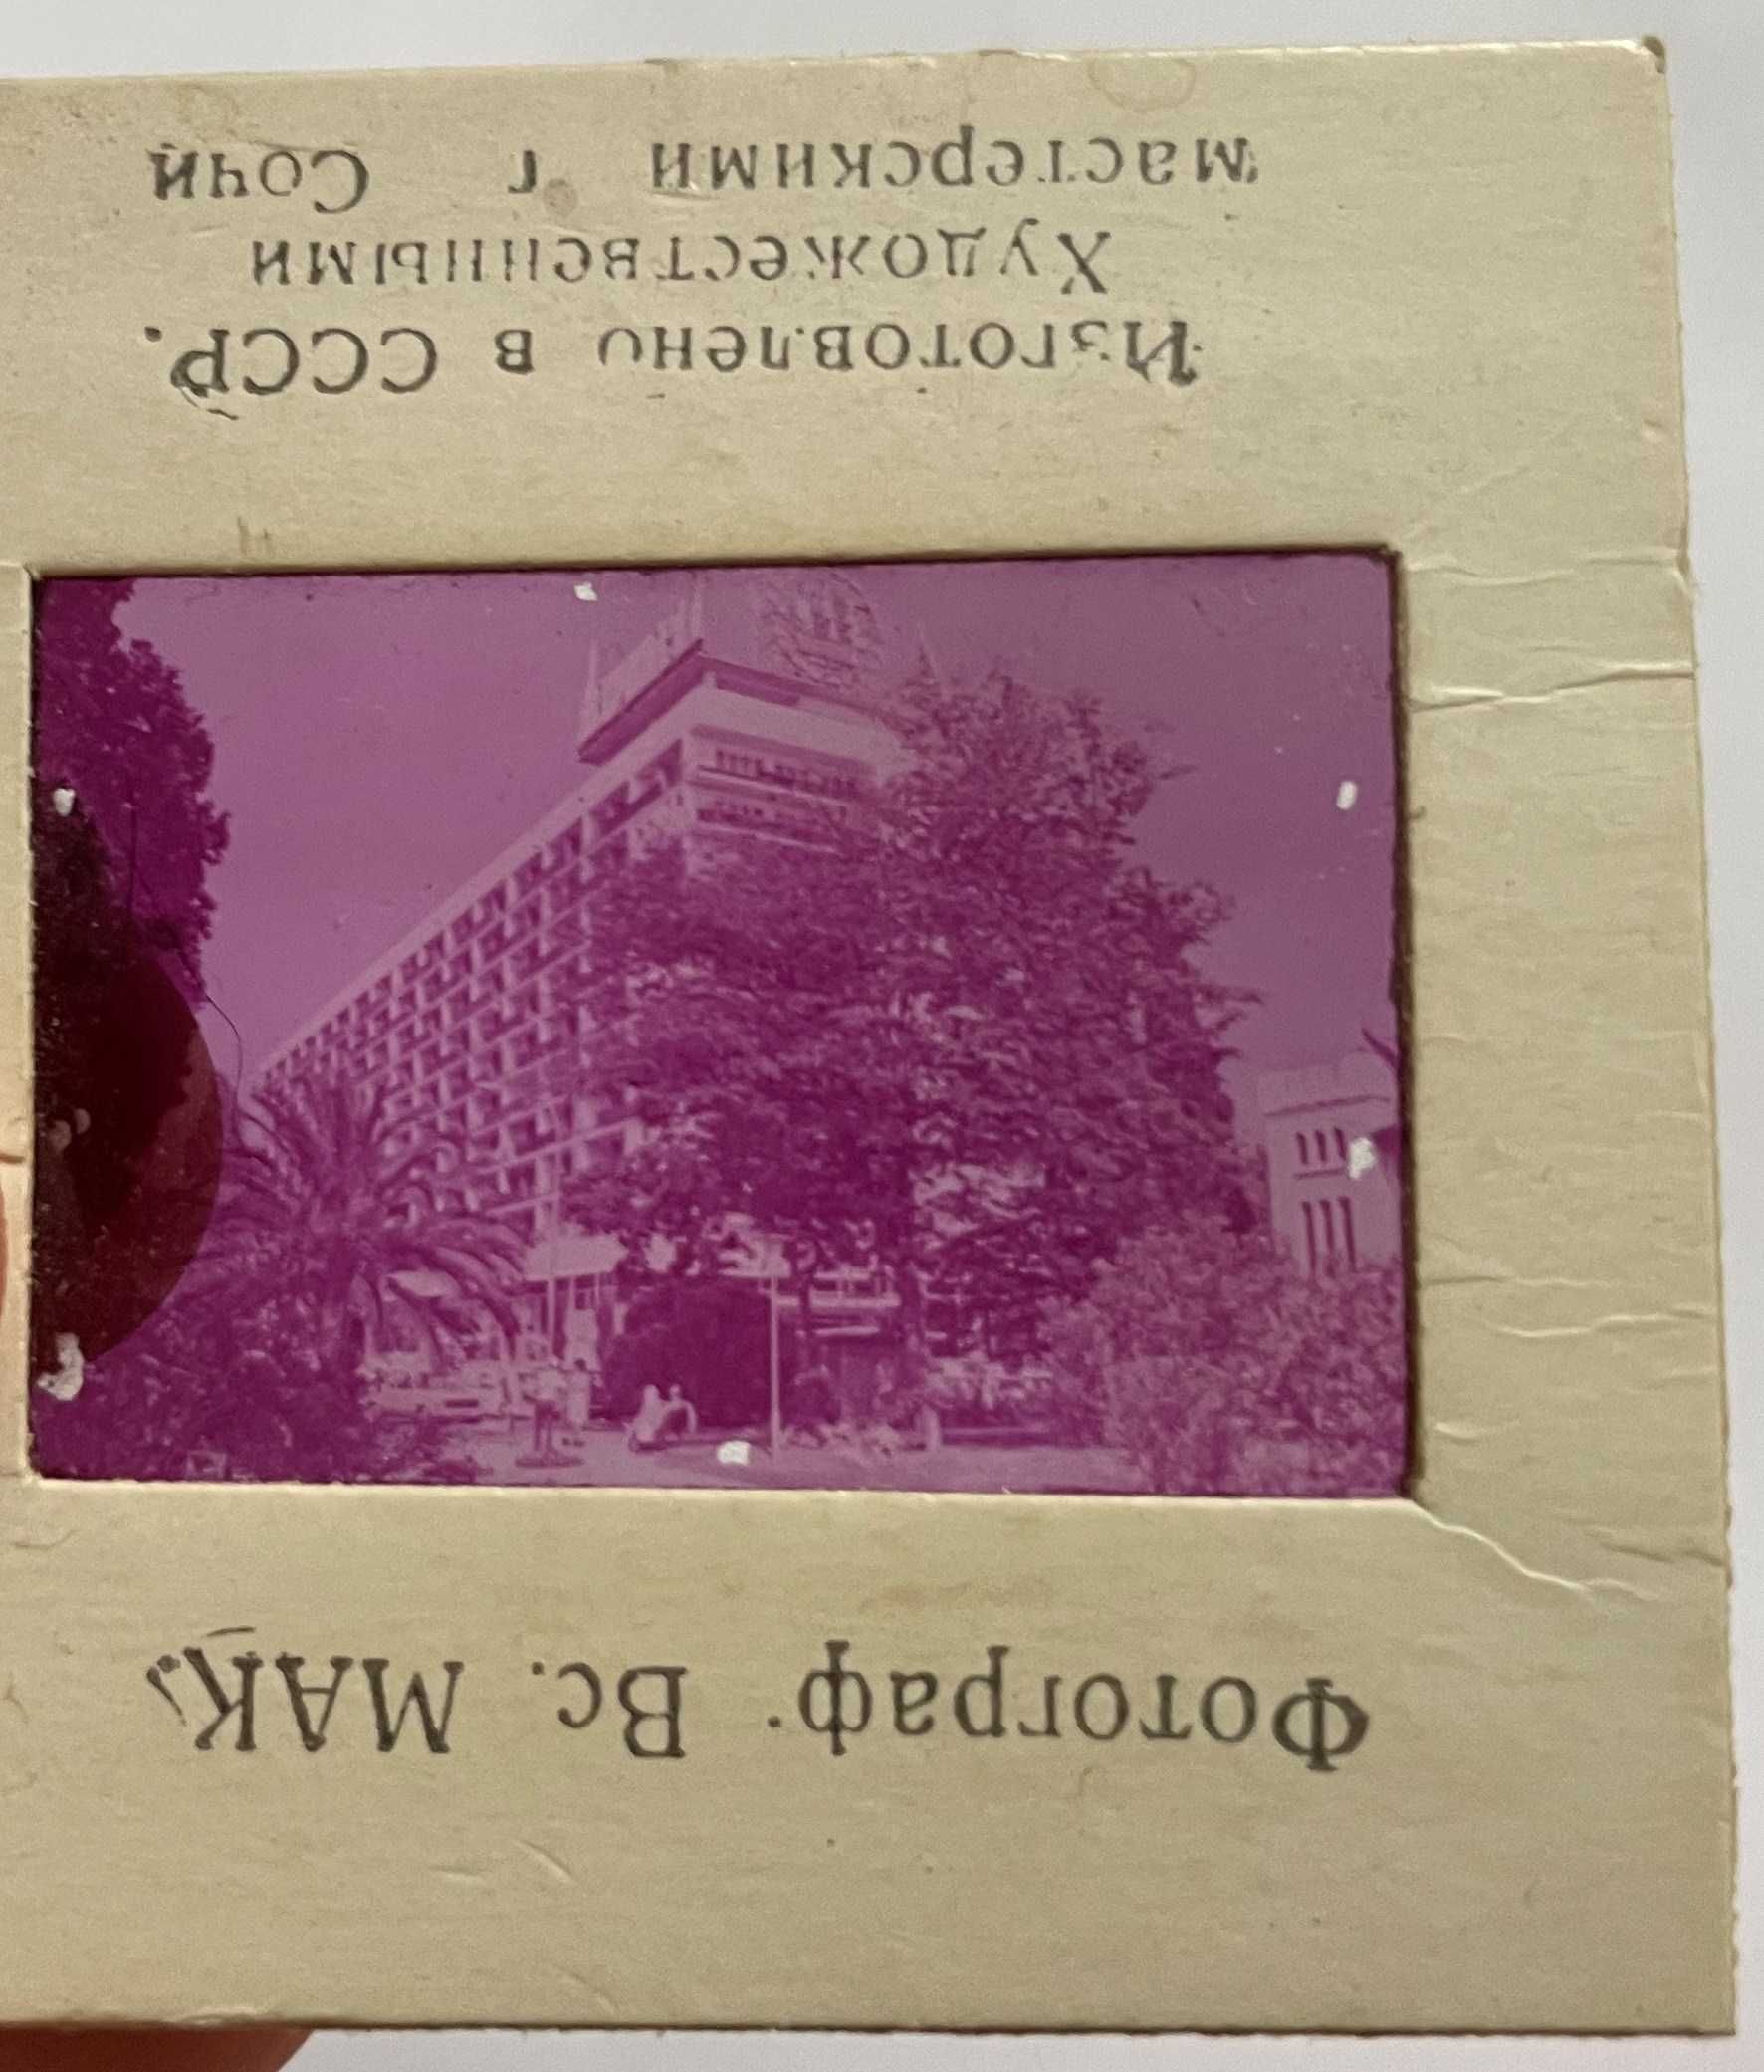 Фотограф Вс. МАК.
Изготовлено в СССР.
Художественными
мастерскими г Сочи